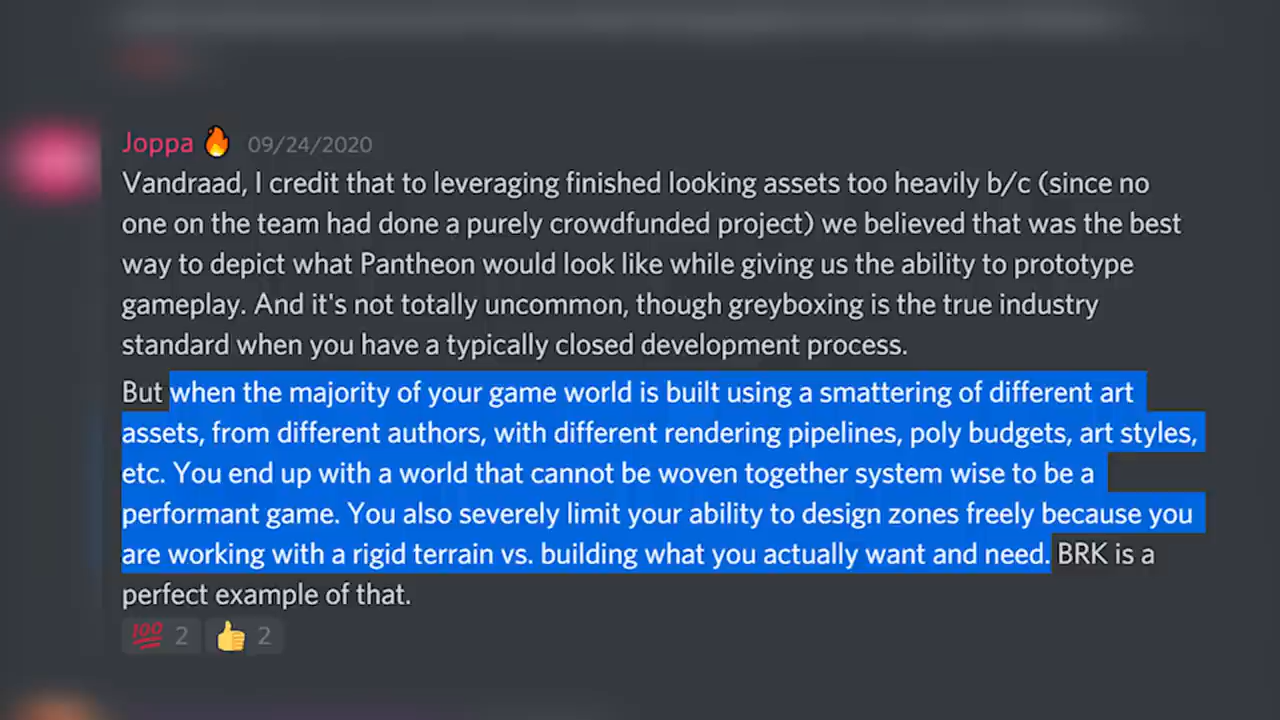 Joppa 🔥 09/24/2020
Vandraad, I credit that to leveraging finished looking assets too heavily b/c (since no
one on the team had done a purely crowdfunded project) we believed that was the best
way to depict what Pantheon would look like while giving us the ability to prototype
gameplay. And it's not totally uncommon, though greyboxing is the true industry
standard when you have a typically closed development process.
But when the majority of your game world is built using a smattering of different art
assets, from different authors, with different rendering pipelines, poly budgets, art styles,
etc. You end up with a world that cannot be woven together system wise to be a
performant game. You also severely limit your ability to design zones freely because you
are working with a rigid terrain vs. building what you actually want and need. BRK is a
perfect example of that.
💯 2 👍 2